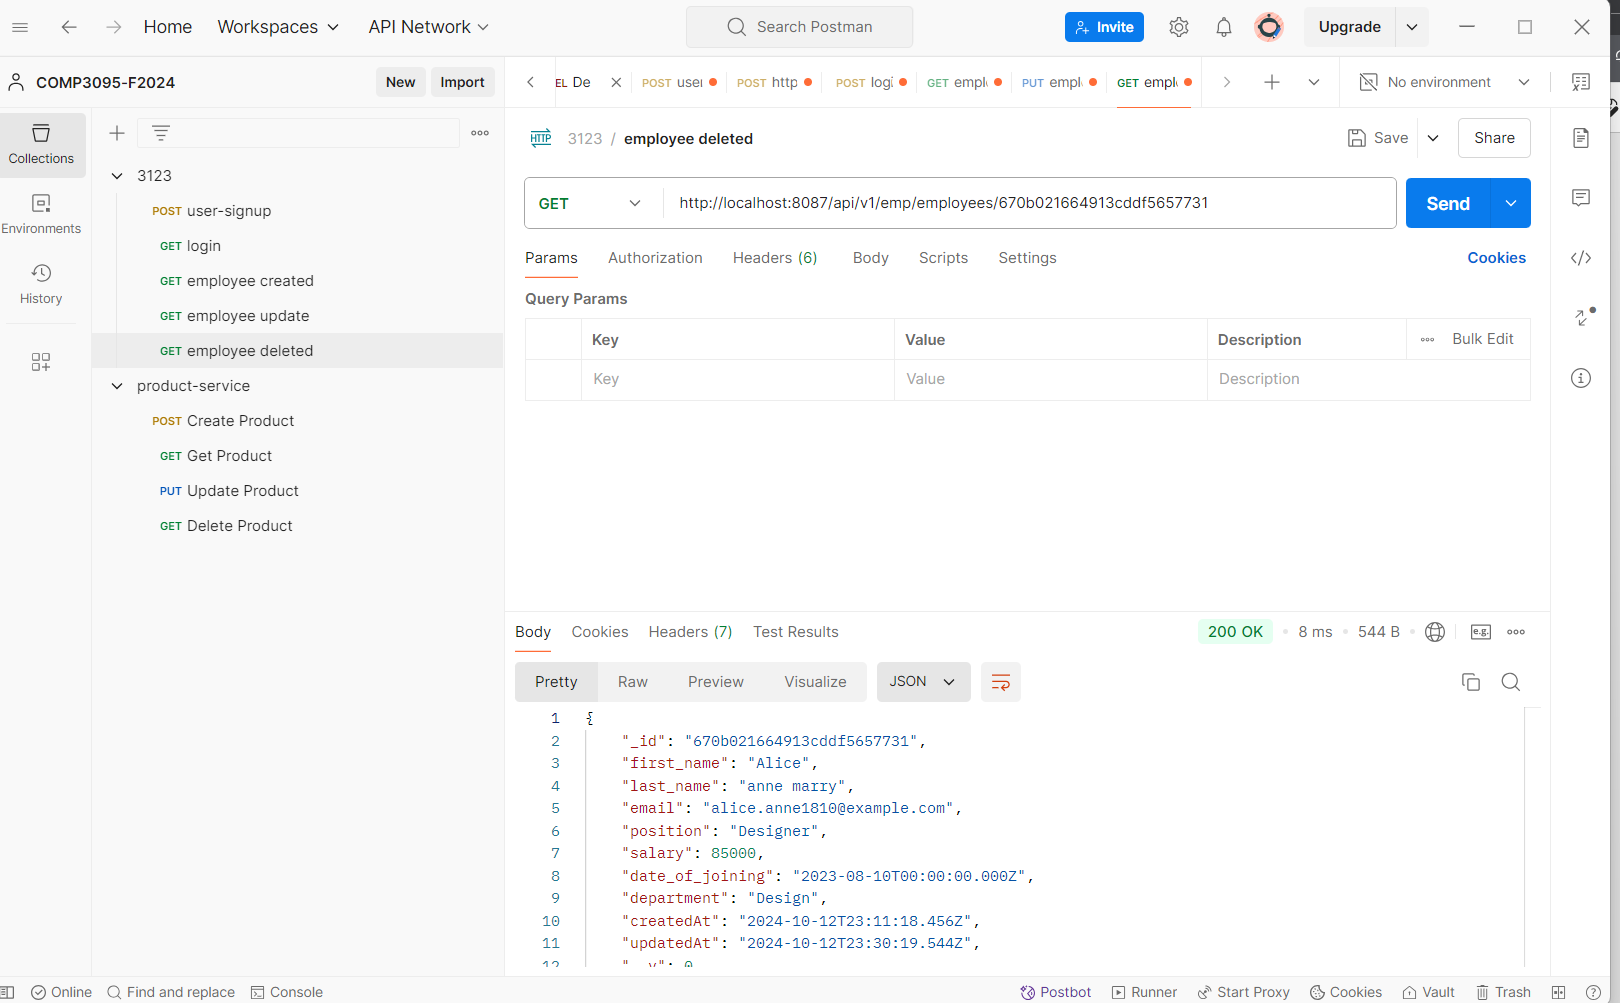 Home Workspaces API Network Search Postman Invite Upgrade
COMP3095-F2024 New Import
EL De POST user POST http POST logi GET empl PUT empl GET empl No environment
Collections
Environments
History
3123
POST user-signup
GET login
GET employee created
GET employee update
GET employee deleted
product-service
POST Create Product
GET Get Product
PUT Update Product
GET Delete Product
HTTP 3123 / employee deleted Save Share
GET http://localhost:8087/api/v1/emp/employees/670b021664913cddf5657731 Send
Params Authorization Headers (6) Body Scripts Settings Cookies
Query Params
Key Value Description Bulk Edit
Key Value Description
Body Cookies Headers (7) Test Results 200 OK 8 ms 544 B e.g.
Pretty Raw Preview Visualize JSON
1 {
2 "_id": "670b021664913cddf5657731",
3 "first_name": "Alice",
4 "last_name": "anne marry",
5 "email": "alice.anne1810@example.com",
6 "position": "Designer",
7 "salary": 85000,
8 "date_of_joining": "2023-08-10T00:00:00.000Z",
9 "department": "Design",
10 "createdAt": "2024-10-12T23:11:18.456Z",
11 "updatedAt": "2024-10-12T23:30:19.544Z",
12 "__v": 0
Online Find and replace Console Postbot Runner Start Proxy Cookies Vault Trash